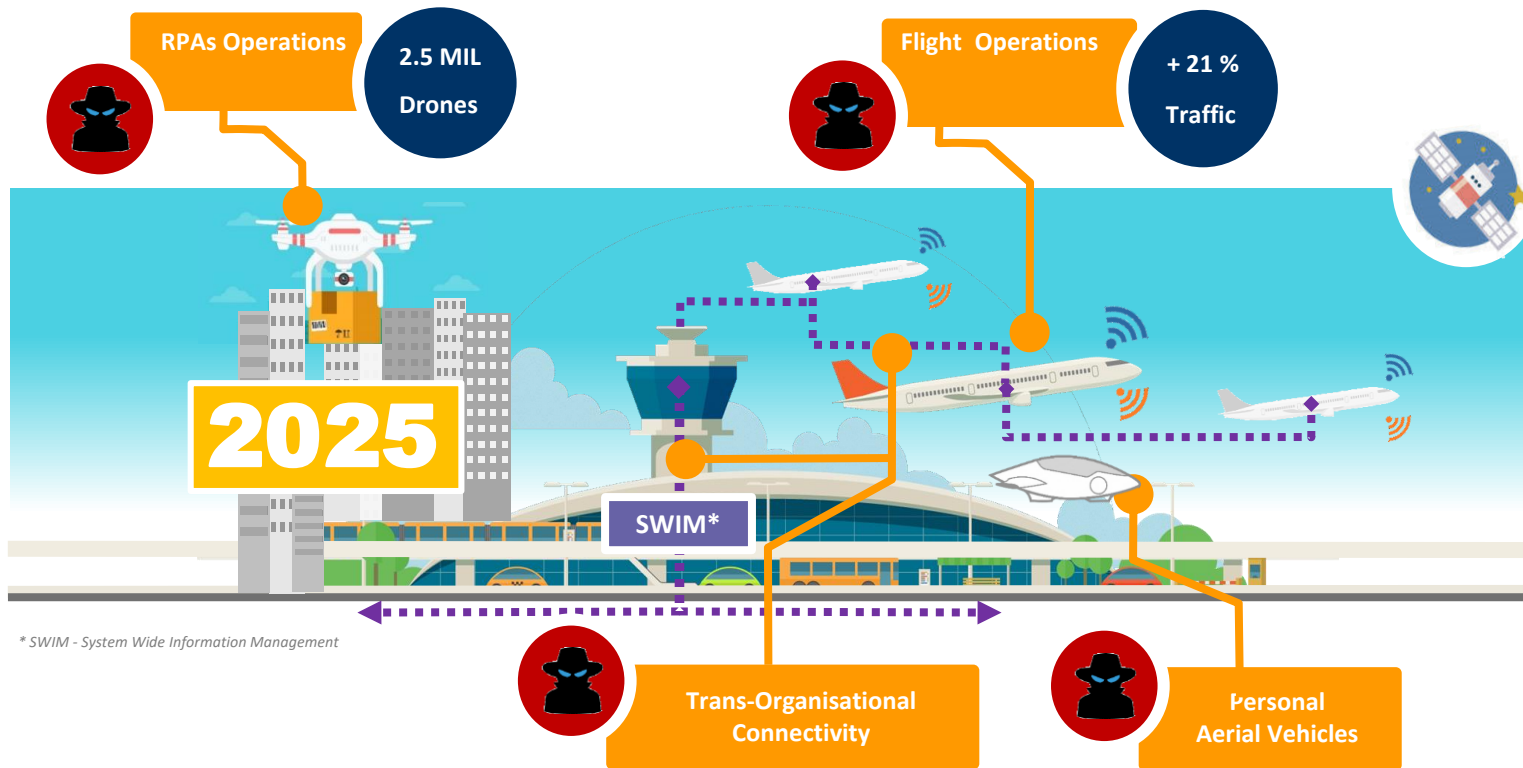 RPAs Operations
2.5 MIL
Drones
Flight Operations
+ 21 %
Traffic
2025
SWIM*
* SWIM - System Wide Information Management
Trans-Organisational
Connectivity
Personal
Aerial Vehicles